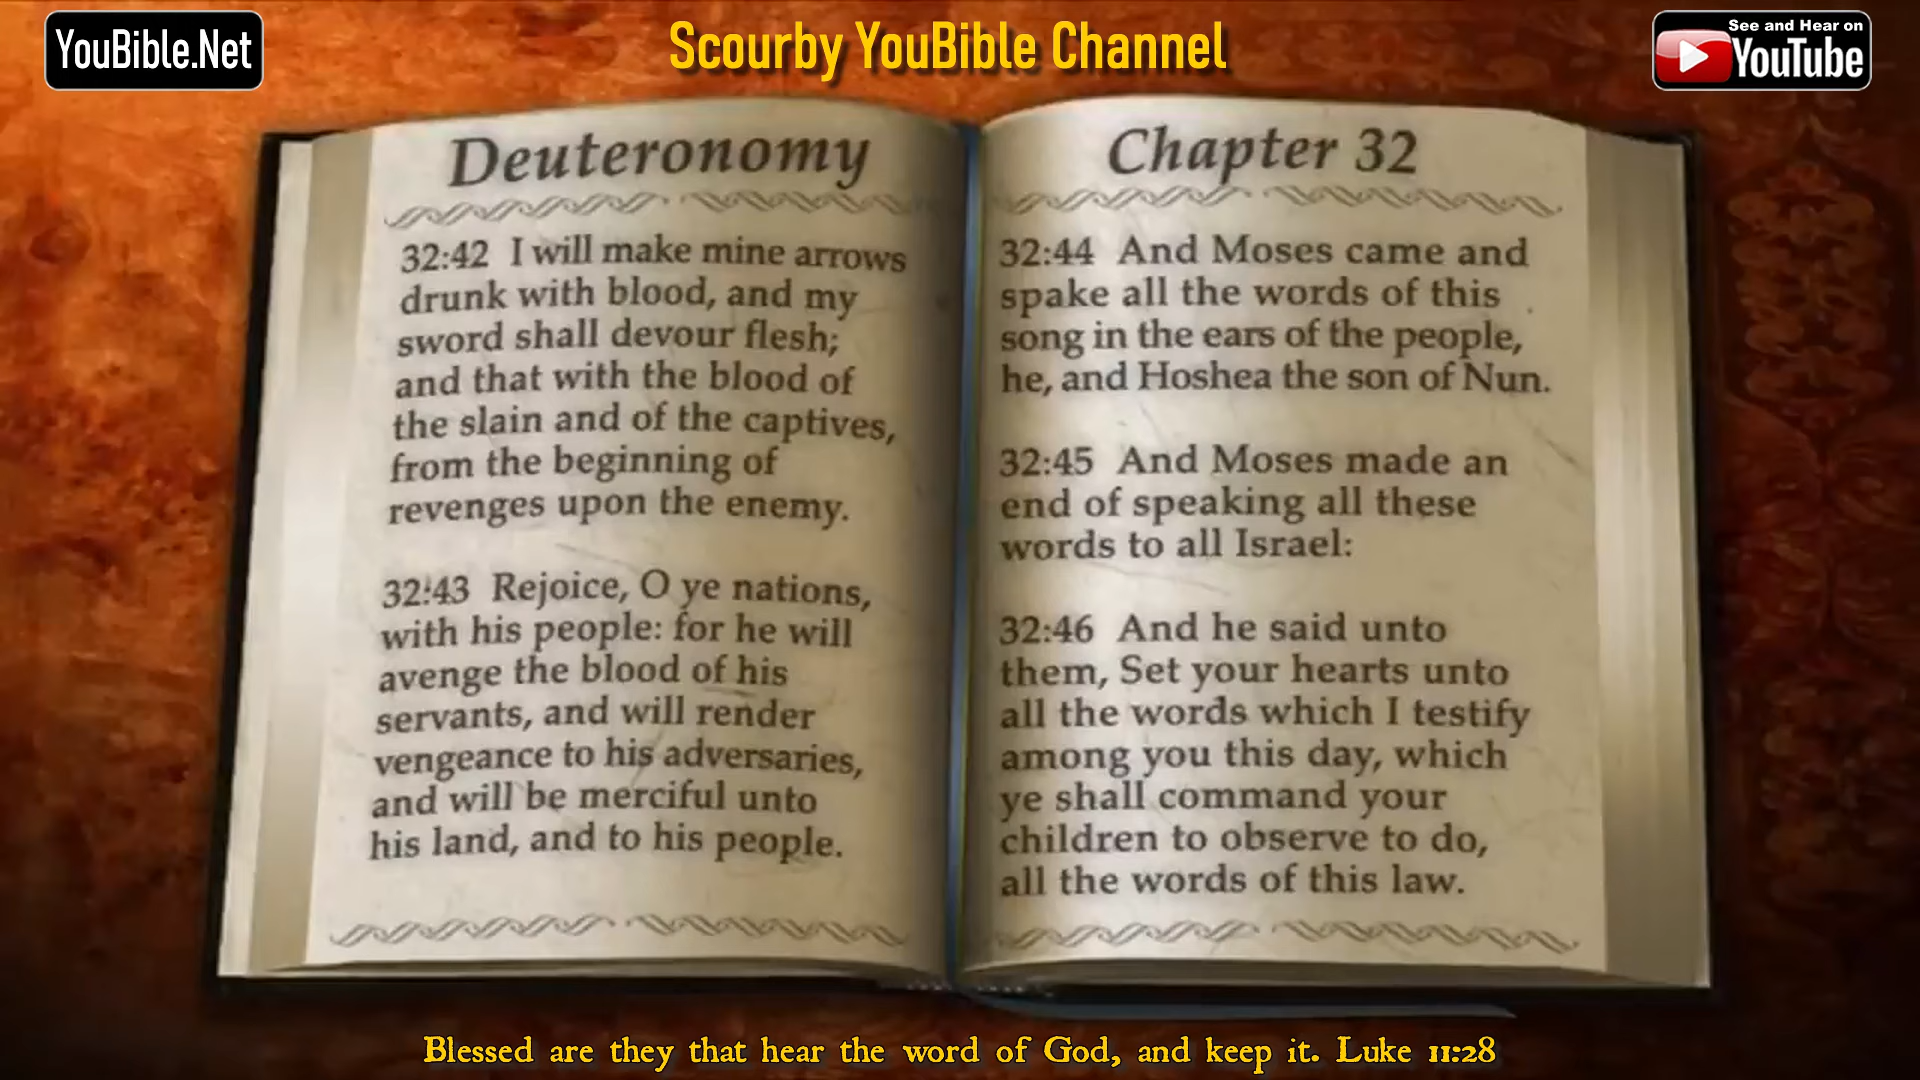 YouBible.Net
Scourby YouBible Channel
See and Hear on
YouTube
Deuteronomy
32:42 I will make mine arrows
drunk with blood, and my
sword shall devour flesh;
and that with the blood of
the slain and of the captives,
from the beginning of
revenges upon the enemy.
32:43 Rejoice, O ye nations,
with his people: for he will
avenge the blood of his
servants, and will render
vengeance to his adversaries,
and will be merciful unto
his land, and to his people.
Chapter 32
32:44 And Moses came and
spake all the words of this
song in the ears of the people,
he, and Hoshea the son of Nun.
32:45 And Moses made an
end of speaking all these
words to all Israel:
32:46 And he said unto
them, Set your hearts unto
all the words which I testify
among you this day, which
ye shall command your
children to observe to do,
all the words of this law.
Blessed are they that hear the word of God, and keep it. Luke 11:28